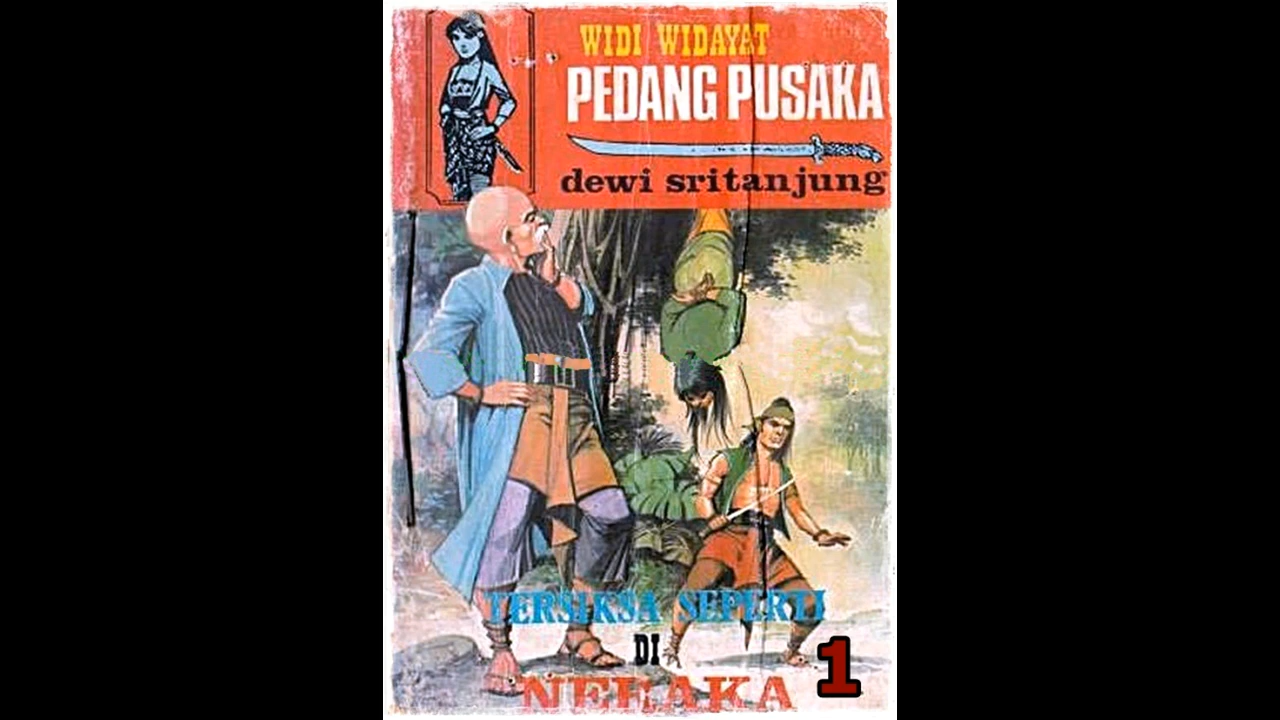 WIDI WIDAYAT
PEDANG PUSAKA
dewi sritanjung
TERSIKSA SEPERTI
DI
NERAKA
1